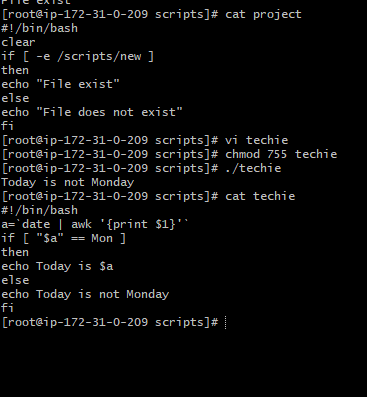 File exist
[root@ip-172-31-0-209 scripts]# cat project
#!/bin/bash
clear
if [ -e /scripts/new ]
then
echo "File exist"
else
echo "File does not exist"
fi
[root@ip-172-31-0-209 scripts]# vi techie
[root@ip-172-31-0-209 scripts]# chmod 755 techie
[root@ip-172-31-0-209 scripts]# ./techie
Today is not Monday
[root@ip-172-31-0-209 scripts]# cat techie
#!/bin/bash
a=`date | awk '{print $1}'`
if [ "$a" == Mon ]
then
echo Today is $a
else
echo Today is not Monday
fi
[root@ip-172-31-0-209 scripts]#